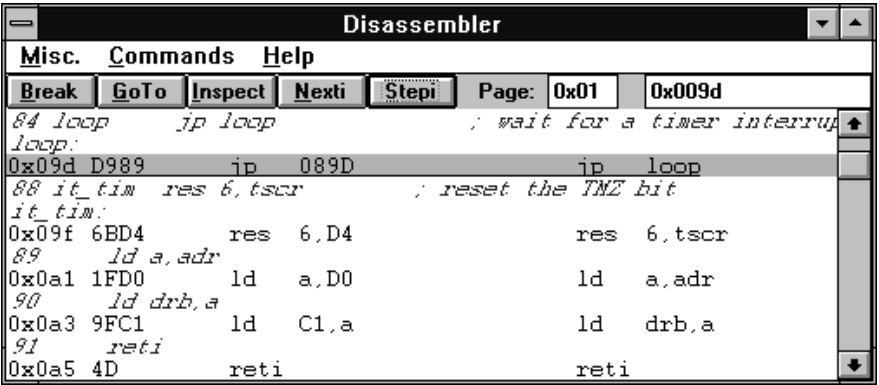 Disassembler
Misc. Commands Help
Break GoTo Inspect Nexti Stepi Page: 0x01 0x009d
84 loop jp loop ; wait for a timer interrup
loop:
0x09d D989 jp 089D jp loop
88 it_tim res 6,tscr ; reset the TMZ bit
it_tim:
0x09f 6BD4 res 6,D4 res 6,tscr
89 ld a,adr
0x0a1 1FD0 ld a,D0 ld a,adr
90 ld drb,a
0x0a3 9FC1 ld C1,a ld drb,a
91 reti
0x0a5 4D reti reti